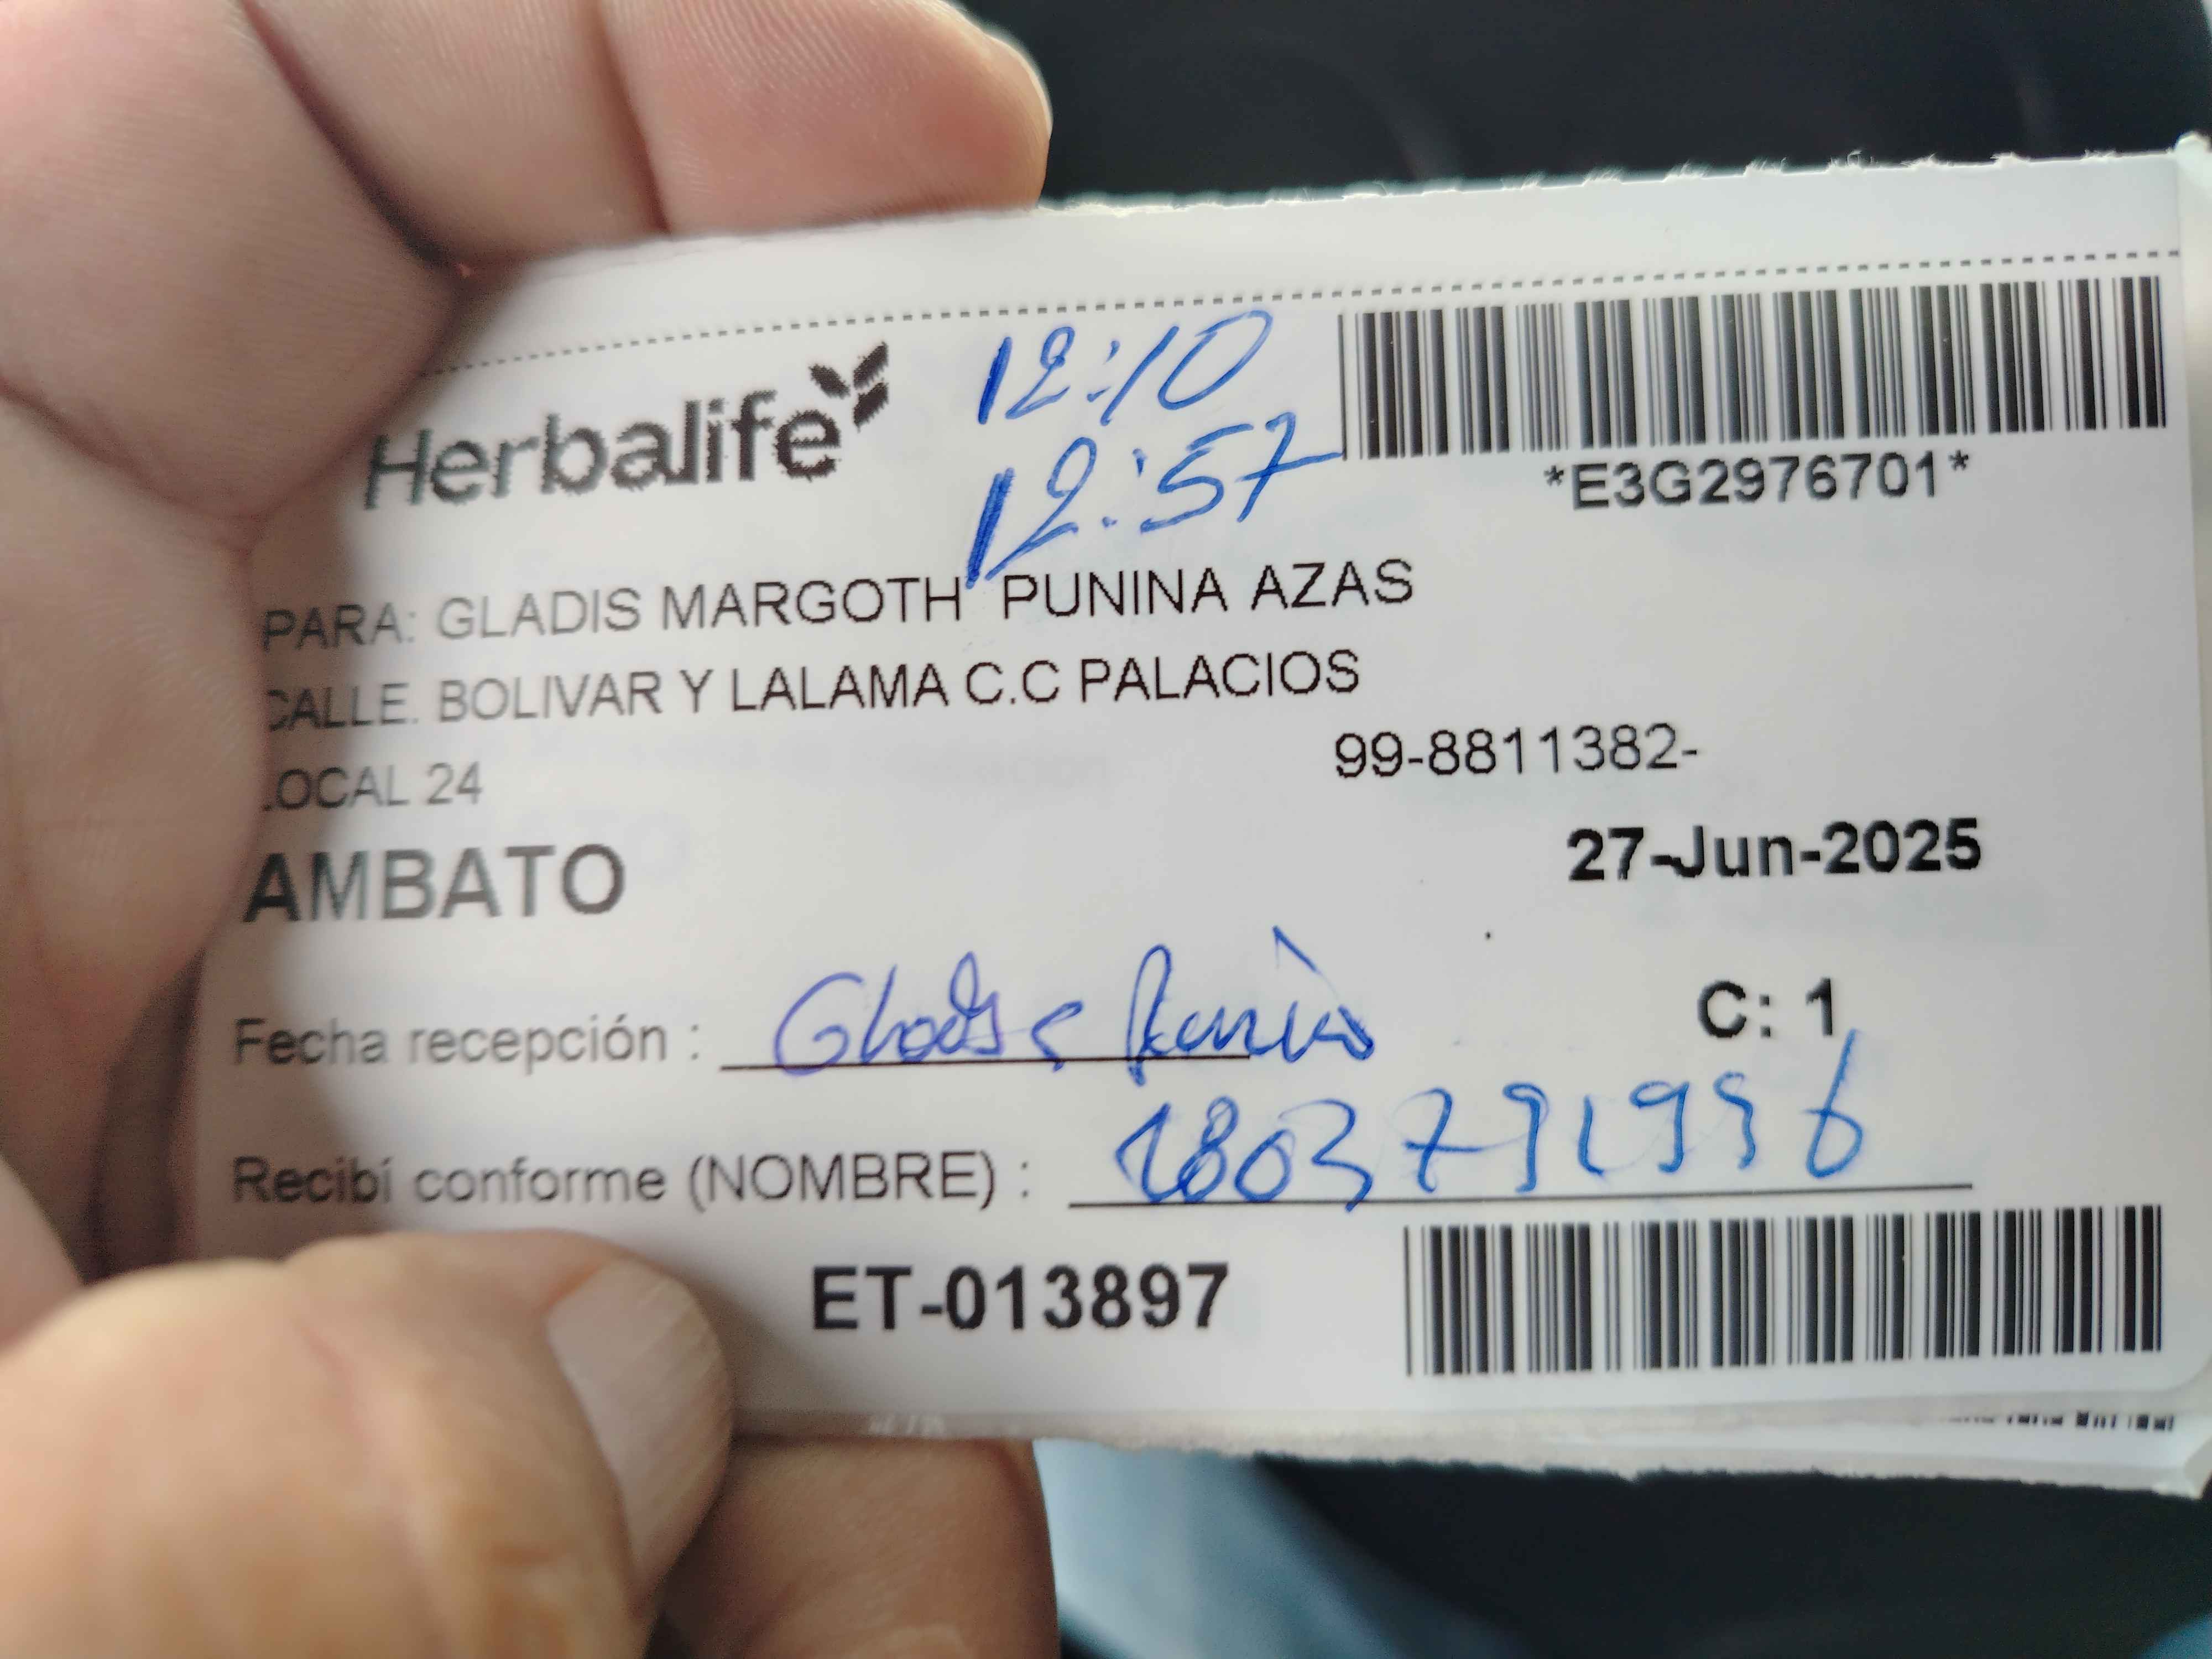 Herbalife
12:10
12:57
*E3G2976701*
PARA: GLADIS MARGOTH PUNINA AZAS
CALLE. BOLIVAR Y LALAMA C.C PALACIOS
LOCAL 24
99-8811382-
AMBATO
27-Jun-2025
C: 1
Fecha recepción :
Recibí conforme (NOMBRE) : 1803791996
ET-013897